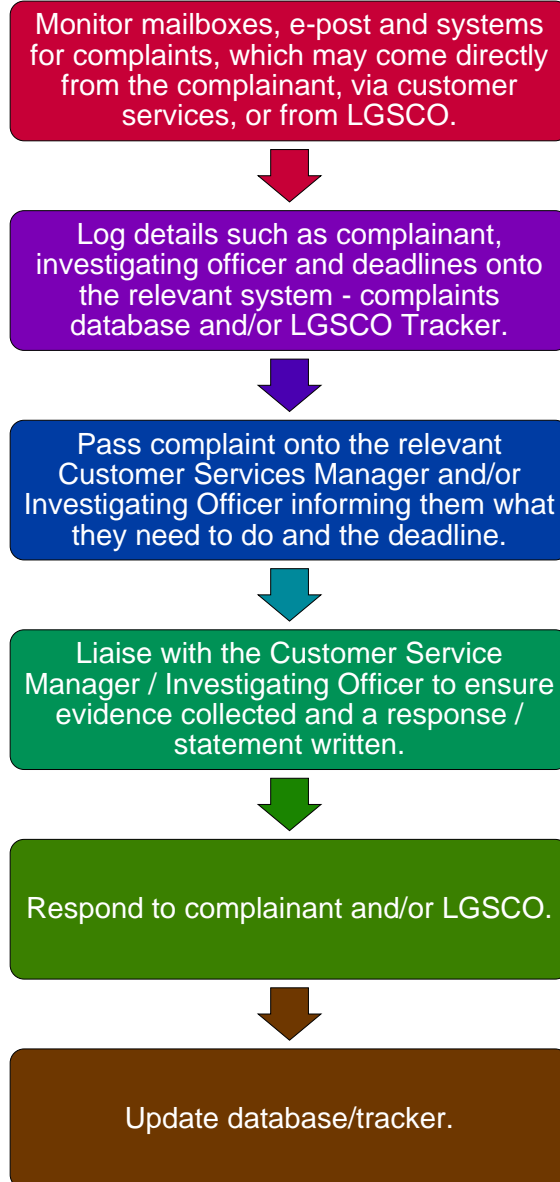 Monitor mailboxes, e-post and systems
for complaints, which may come directly
from the complainant, via customer
services, or from LGSCO.
Log details such as complainant,
investigating officer and deadlines onto
the relevant system - complaints
database and/or LGSCO Tracker.
Pass complaint onto the relevant
Customer Services Manager and/or
Investigating Officer informing them what
they need to do and the deadline.
Liaise with the Customer Service
Manager / Investigating Officer to ensure
evidence collected and a response /
statement written.
Respond to complainant and/or LGSCO.
Update database/tracker.